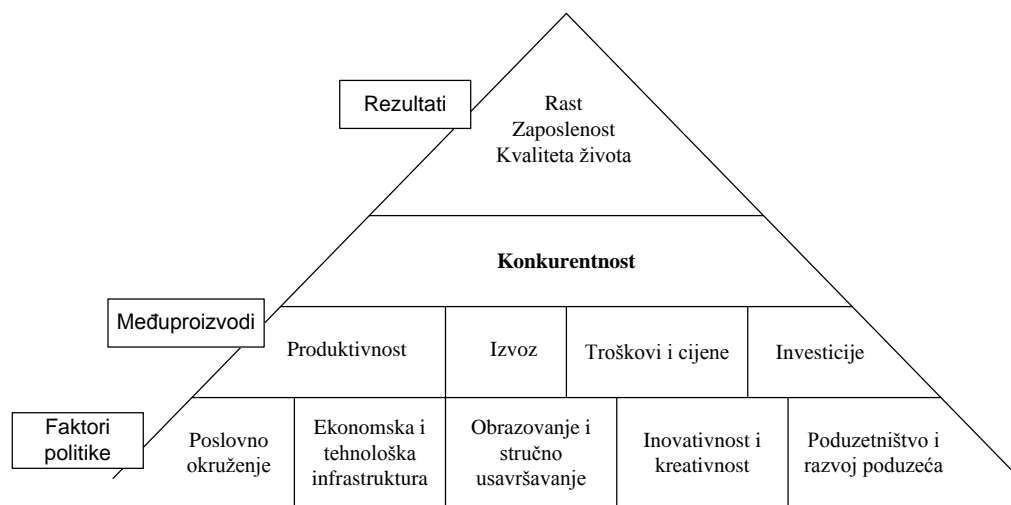 Rezultati
Rast
Zaposlenost
Kvaliteta života
Konkurentnost
Međuproizvodi
Produktivnost
Izvoz
Troškovi i cijene
Investicije
Faktori
politike
Poslovno
okruženje
Ekonomska i
tehnološka
infrastruktura
Obrazovanje i
stručno
usavršavanje
Inovativnost i
kreativnost
Poduzetništvo i
razvoj poduzeća